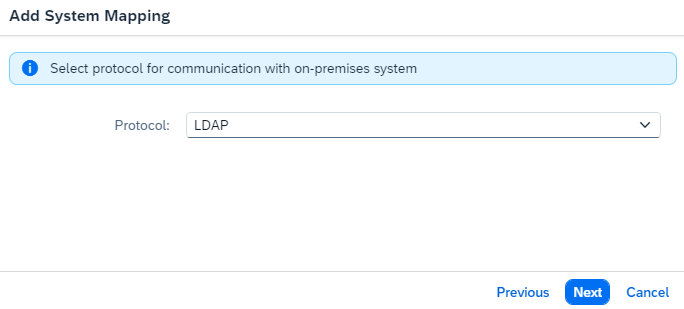 Add System Mapping
Select protocol for communication with on-premises system
Protocol: LDAP
Previous Next Cancel